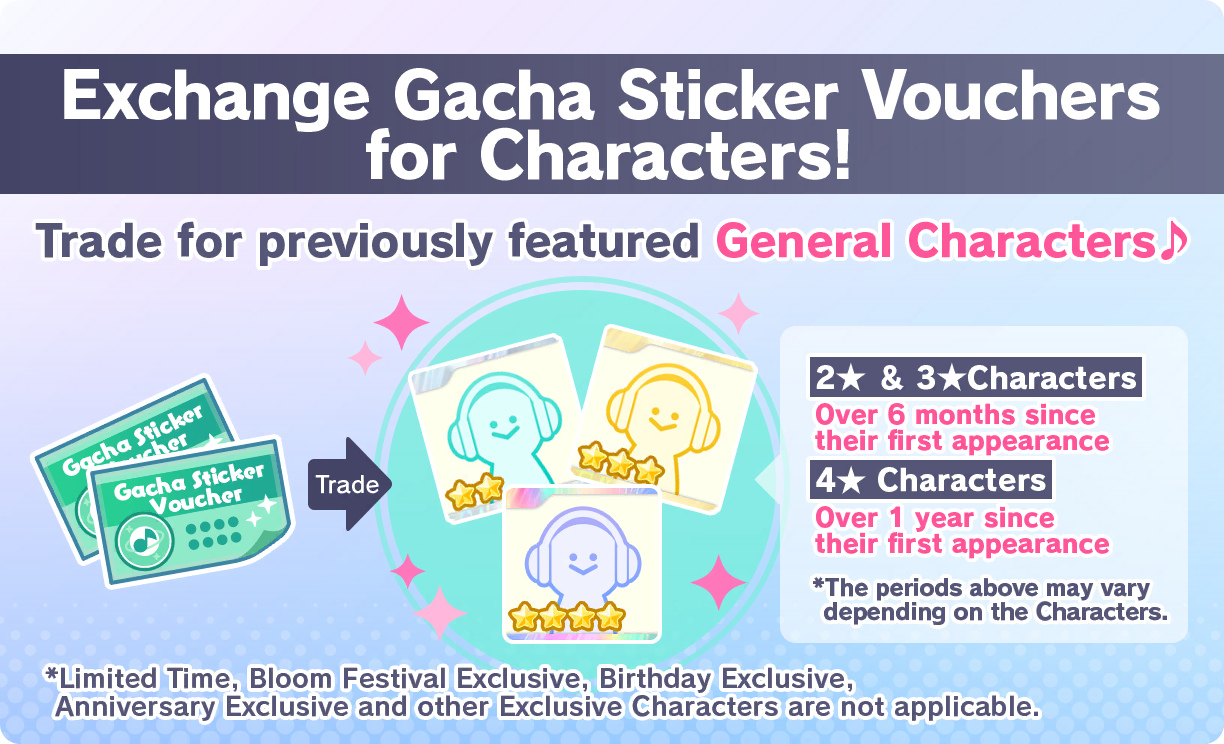 Exchange Gacha Sticker Vouchers
for Characters!
Trade for previously featured General Characters♪
Gacha Sticker
Voucher
Gacha Sticker
Voucher
Trade
2★ & 3★Characters
Over 6 months since
their first appearance
4★ Characters
Over 1 year since
their first appearance
*The periods above may vary
depending on the Characters.
*Limited Time, Bloom Festival Exclusive, Birthday Exclusive,
Anniversary Exclusive and other Exclusive Characters are not applicable.